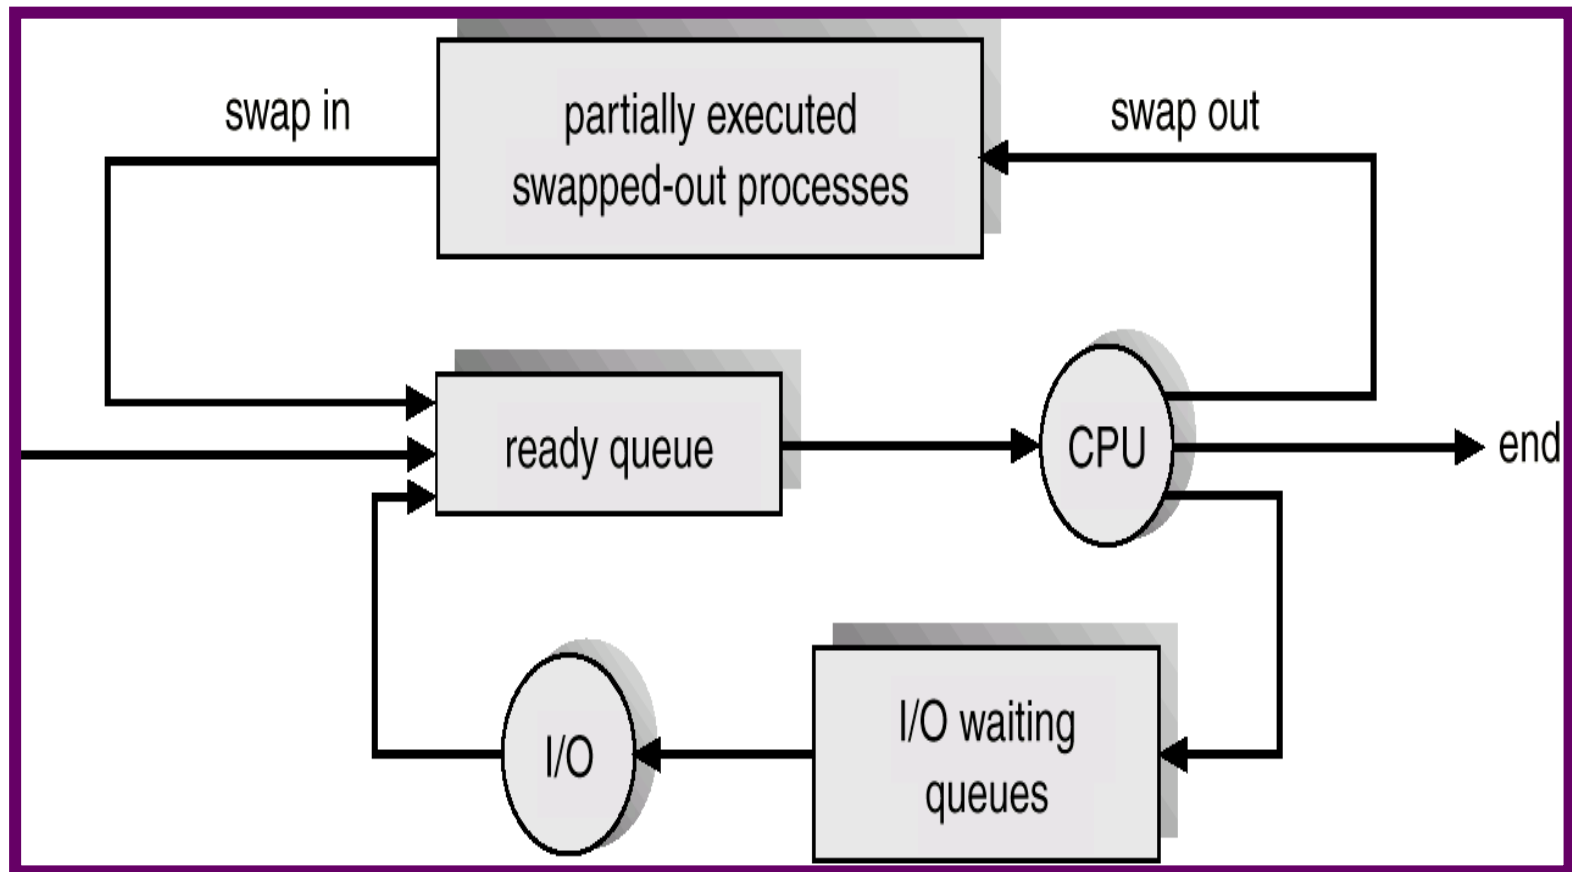 swap in
partially executed
swapped-out processes
swap out
ready queue
CPU
end
I/O
I/O waiting
queues